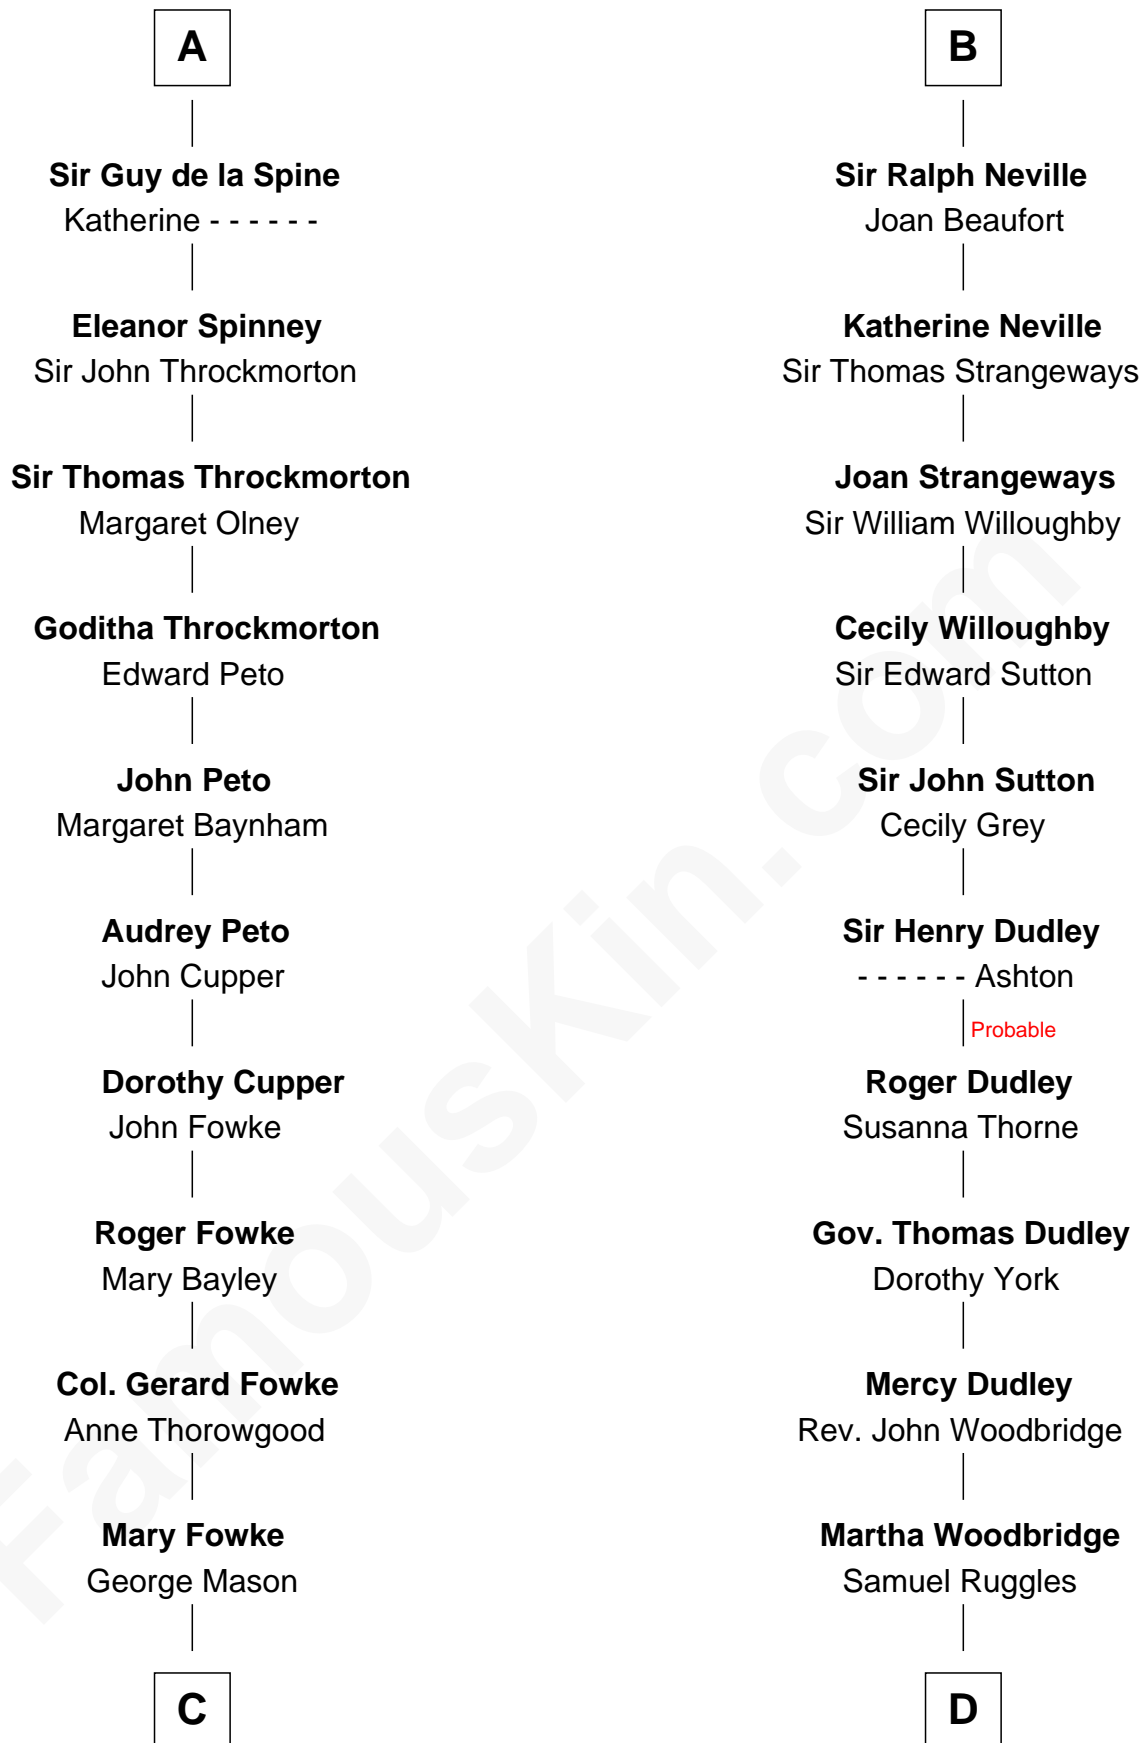 A
Sir Guy de la Spine
Katherine - - - - - -
Eleanor Spinney
Sir John Throckmorton
Sir Thomas Throckmorton
Margaret Olney
Goditha Throckmorton
Edward Peto
John Peto
Margaret Baynham
Audrey Peto
John Cupper
Dorothy Cupper
John Fowke
Roger Fowke
Mary Bayley
Col. Gerard Fowke
Anne Thorowgood
Mary Fowke
George Mason
C
B
Sir Ralph Neville
Joan Beaufort
Katherine Neville
Sir Thomas Strangeways
Joan Strangeways
Sir William Willoughby
Cecily Willoughby
Sir Edward Sutton
Sir John Sutton
Cecily Grey
Sir Henry Dudley
- - - - - - Ashton
Probable
Roger Dudley
Susanna Thorne
Gov. Thomas Dudley
Dorothy York
Mercy Dudley
Rev. John Woodbridge
Martha Woodbridge
Samuel Ruggles
D
FamousKin.com